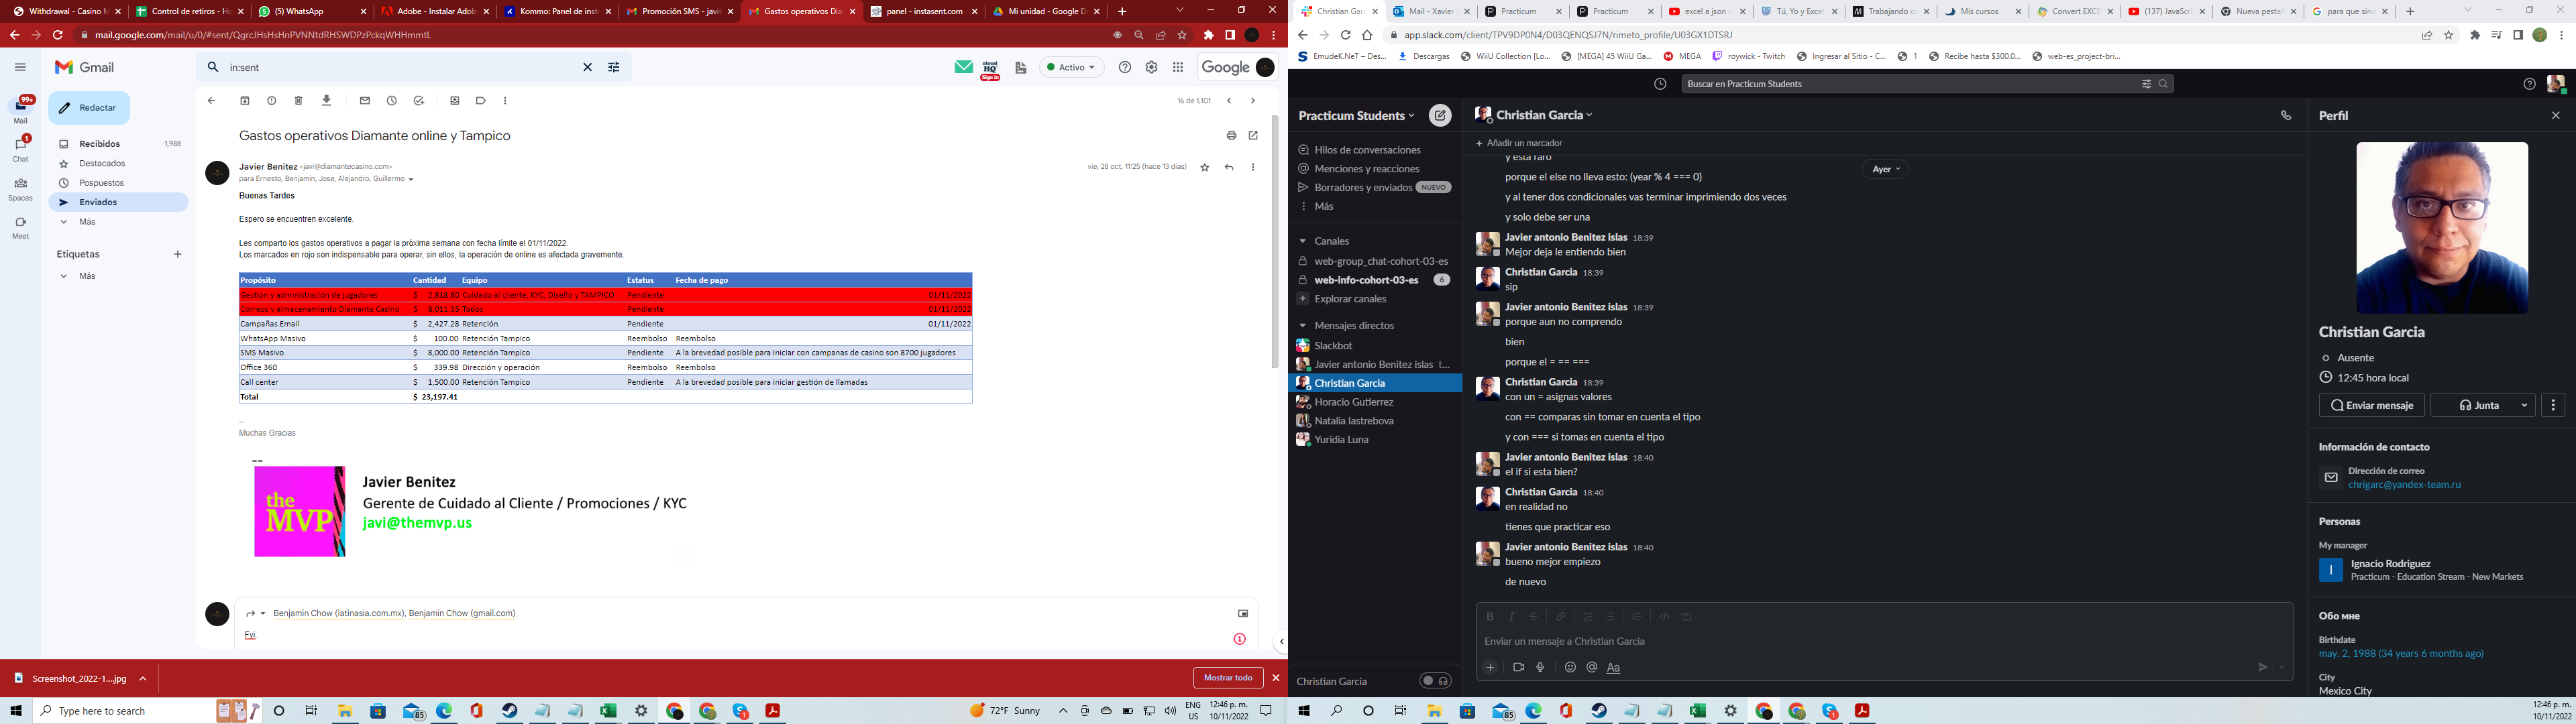 Withdrawal - Casino M
Control de retiros - Ho
(5) WhatsApp
Adobe - Instalar Adob
Kommo: Panel de inst
Promoción SMS - javi
Gastos operativos Dia
panel - instasent.com
Mi unidad - Google D
mail.google.com/mail/u/0/#sent/QgrcJHsHsHnPVNNtdRHSWDPzPckqWHHmmtL
Gmail
in:sent
Activo
Google
99+
Mail
Chat
Spaces
Meet
Redactar
Recibidos 1,988
Destacados
Pospuestos
Enviados
Más
Etiquetas
Más
16 de 1,101
Gastos operativos Diamante online y Tampico
Javier Benitez <javi@diamantecasino.com>
vie, 28 oct, 11:25 (hace 13 días)
para Ernesto, Benjamin, Jose, Alejandro, Guillermo
Buenas Tardes
Espero se encuentren excelente.
Les comparto los gastos operativos a pagar la próxima semana con fecha límite el 01/11/2022.
Los marcados en rojo son indispensable para operar, sin ellos, la operación de online es afectada gravemente.
Propósito Cantidad Equipo Estatus Fecha de pago
Gestión y administración de jugadores $ 2,818.80 Cuidado al cliente, KYC, Diseño y TAMPICO Pendiente 01/11/2022
Correos y almacenamiento Diamante Casino $ 8,011.35 Todos Pendiente 01/11/2022
Campañas Email $ 2,427.28 Retención Pendiente 01/11/2022
WhatsApp Masivo $ 100.00 Retención Tampico Reembolso Reembolso
SMS Masivo $ 8,000.00 Retención Tampico Pendiente A la brevedad posible para iniciar con campanas de casino son 8700 jugadores
Office 360 $ 339.98 Dirección y operación Reembolso Reembolso
Call center $ 1,500.00 Retención Tampico Pendiente A la brevedad posible para iniciar gestión de llamadas
Total $ 23,197.41
--
Muchas Gracias
--
the MVP
Javier Benitez
Gerente de Cuidado al Cliente / Promociones / KYC
javi@themvp.us
Benjamin Chow (latinasia.com.mx), Benjamin Chow (gmail.com)
Fyi.
Screenshot_2022-1....jpg
Mostrar todo
Type here to search
85
72°F Sunny
ENG
US
12:46 p. m.
10/11/2022
Christian Gar
Mail - Xavier
Practicum
Practicum
excel a json -
Tú, Yo y Excel
Trabajando co
Mis cursos
Convert EXCE
(137) JavaScri
Nueva pestañ
para que sirve
app.slack.com/client/TPV9DP0N4/D03QENQSJ7N/rimeto_profile/U03GX1DTSRJ
EmudeK.NeT – Des...
Descargas
WiiU Collection [Lo...
[MEGA] 45 WiiU Ga...
MEGA
roywick - Twitch
Ingresar al Sitio - C...
1
Recibe hasta $300.0...
web-es_project-bri...
Buscar en Practicum Students
Practicum Students
Hilos de conversaciones
Menciones y reacciones
Borradores y enviados NUEVO
Más
Canales
web-group_chat-cohort-03-es
web-info-cohort-03-es 6
Explorar canales
Mensajes directos
Slackbot
Javier antonio Benitez islas t...
Christian Garcia
Horacio Gutierrez
Natalia Iastrebova
Yuridia Luna
Christian Garcia
Christian Garcia
Añadir un marcador
Ayer
y esta raro
porque el else no lleva esto: (year % 4 === 0)
y al tener dos condicionales vas terminar imprimiendo dos veces
y solo debe ser una
Javier antonio Benitez islas 18:39
Mejor deja le entiendo bien
Christian Garcia 18:39
sip
Javier antonio Benitez islas 18:39
porque aun no comprendo
bien
porque el = == ===
Christian Garcia 18:39
con un = asignas valores
con == comparas sin tomar en cuenta el tipo
y con === si tomas en cuenta el tipo
Javier antonio Benitez islas 18:40
el if si esta bien?
Christian Garcia 18:40
en realidad no
tienes que practicar eso
Javier antonio Benitez islas 18:40
bueno mejor empiezo
de nuevo
Enviar un mensaje a Christian Garcia
Perfil
Christian Garcia
Ausente
12:45 hora local
Enviar mensaje
Junta
Información de contacto
Dirección de correo
chrigarc@yandex-team.ru
Personas
My manager
Ignacio Rodriguez
Practicum - Education Stream - New Markets
Обо мне
Birthdate
may. 2, 1988 (34 years 6 months ago)
City
Mexico City
85
12:46 p. m.
10/11/2022